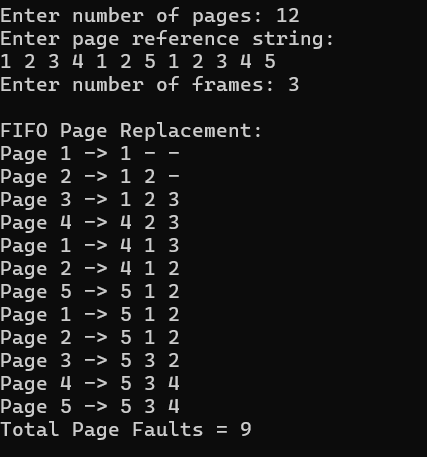 Enter number of pages: 12
Enter page reference string:
1 2 3 4 1 2 5 1 2 3 4 5
Enter number of frames: 3
FIFO Page Replacement:
Page 1 -> 1 - -
Page 2 -> 1 2 -
Page 3 -> 1 2 3
Page 4 -> 4 2 3
Page 1 -> 4 1 3
Page 2 -> 4 1 2
Page 5 -> 5 1 2
Page 1 -> 5 1 2
Page 2 -> 5 1 2
Page 3 -> 5 3 2
Page 4 -> 5 3 4
Page 5 -> 5 3 4
Total Page Faults = 9